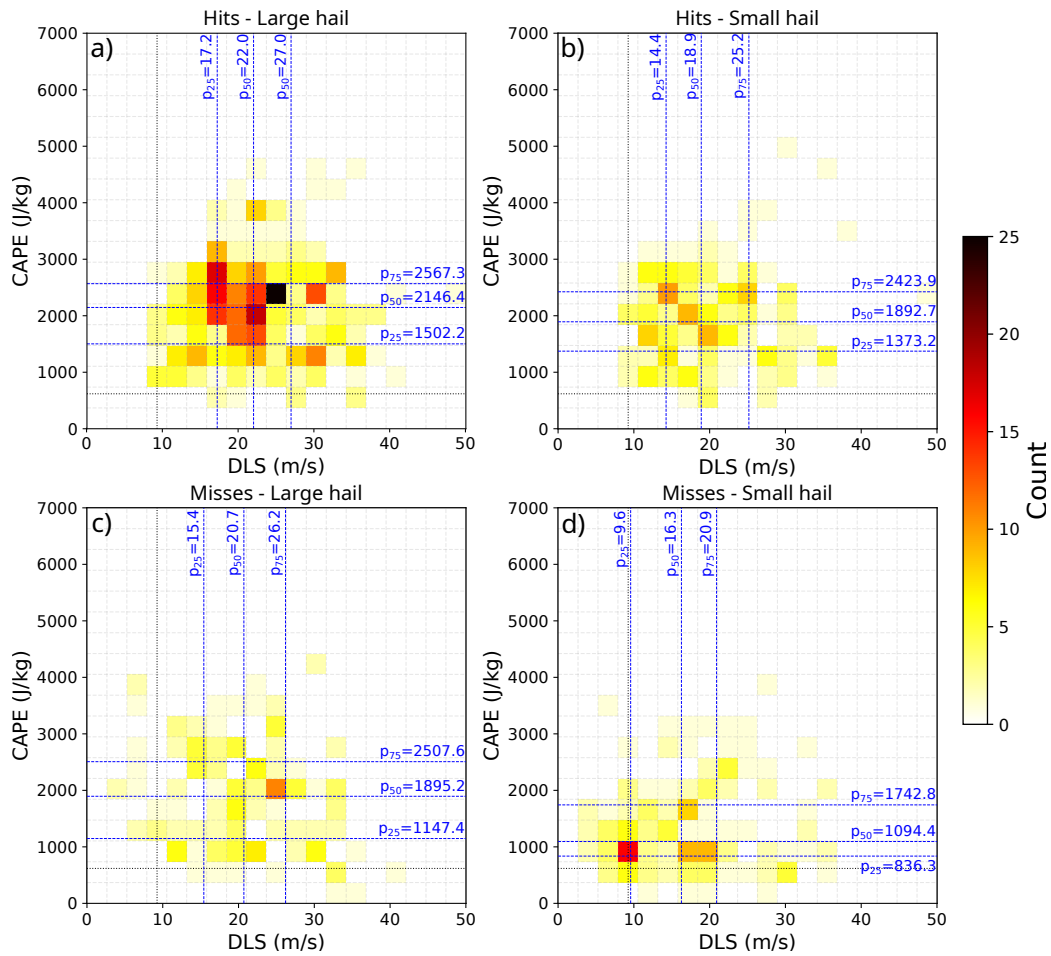 Hits - Large hail
a)
p25=17.2
p50=22.0
p50=27.0
p75=2567.3
p50=2146.4
p25=1502.2
CAPE (J/kg)
7000
6000
5000
4000
3000
2000
1000
0
0 10 20 30 40 50
DLS (m/s)
Hits - Small hail
b)
p25=14.4
p50=18.9
p75=25.2
p75=2423.9
p50=1892.7
p25=1373.2
CAPE (J/kg)
7000
6000
5000
4000
3000
2000
1000
0
0 10 20 30 40 50
DLS (m/s)
Misses - Large hail
c)
p25=15.4
p50=20.7
p75=26.2
p75=2507.6
p50=1895.2
p25=1147.4
CAPE (J/kg)
7000
6000
5000
4000
3000
2000
1000
0
0 10 20 30 40 50
DLS (m/s)
Misses - Small hail
d)
p25=9.6
p50=16.3
p75=20.9
p75=1742.8
p50=1094.4
p25=836.3
CAPE (J/kg)
7000
6000
5000
4000
3000
2000
1000
0
0 10 20 30 40 50
DLS (m/s)
25
20
15
10
5
0
Count